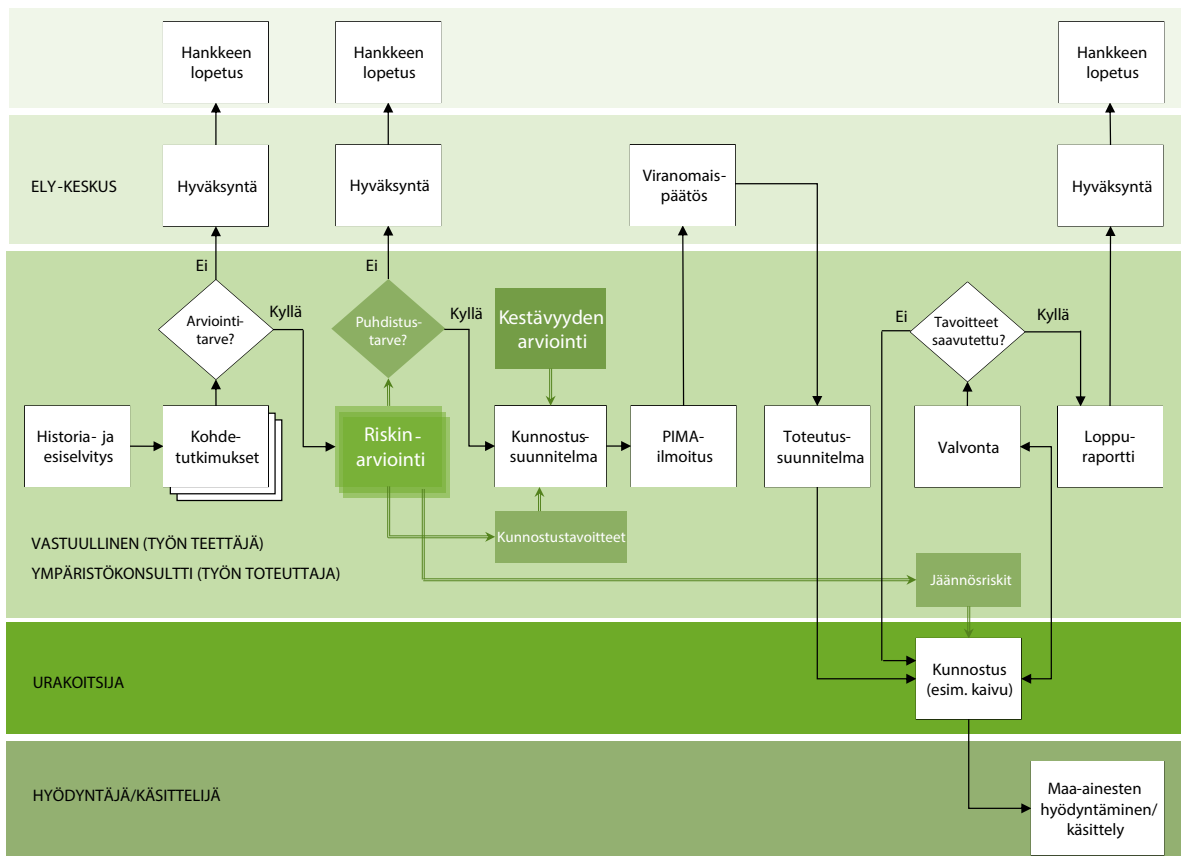 Hankkeen
lopetus
Hankkeen
lopetus
Hankkeen
lopetus
ELY-KESKUS
Hyväksyntä
Hyväksyntä
Viranomais-
päätös
Hyväksyntä
Ei
Ei
Arviointi-
tarve?
Kyllä
Puhdistus-
tarve?
Kyllä
Kestävyyden
arviointi
Ei
Tavoitteet
saavutettu?
Kyllä
Historia- ja
esiselvitys
Kohde-
tutkimukset
Riskin-
arviointi
Kunnostus-
suunnitelma
PIMA-
ilmoitus
Toteutus-
suunnitelma
Valvonta
Loppu-
raportti
Kunnostustavoitteet
VASTUULLINEN (TYÖN TEETTÄJÄ)
YMPÄRISTÖKONSULTTI (TYÖN TOTEUTTAJA)
Jäännösriskit
URAKOITSIJA
Kunnostus
(esim. kaivu)
HYÖDYNTÄJÄ/KÄSITTELIJÄ
Maa-ainesten
hyödyntäminen/
käsittely